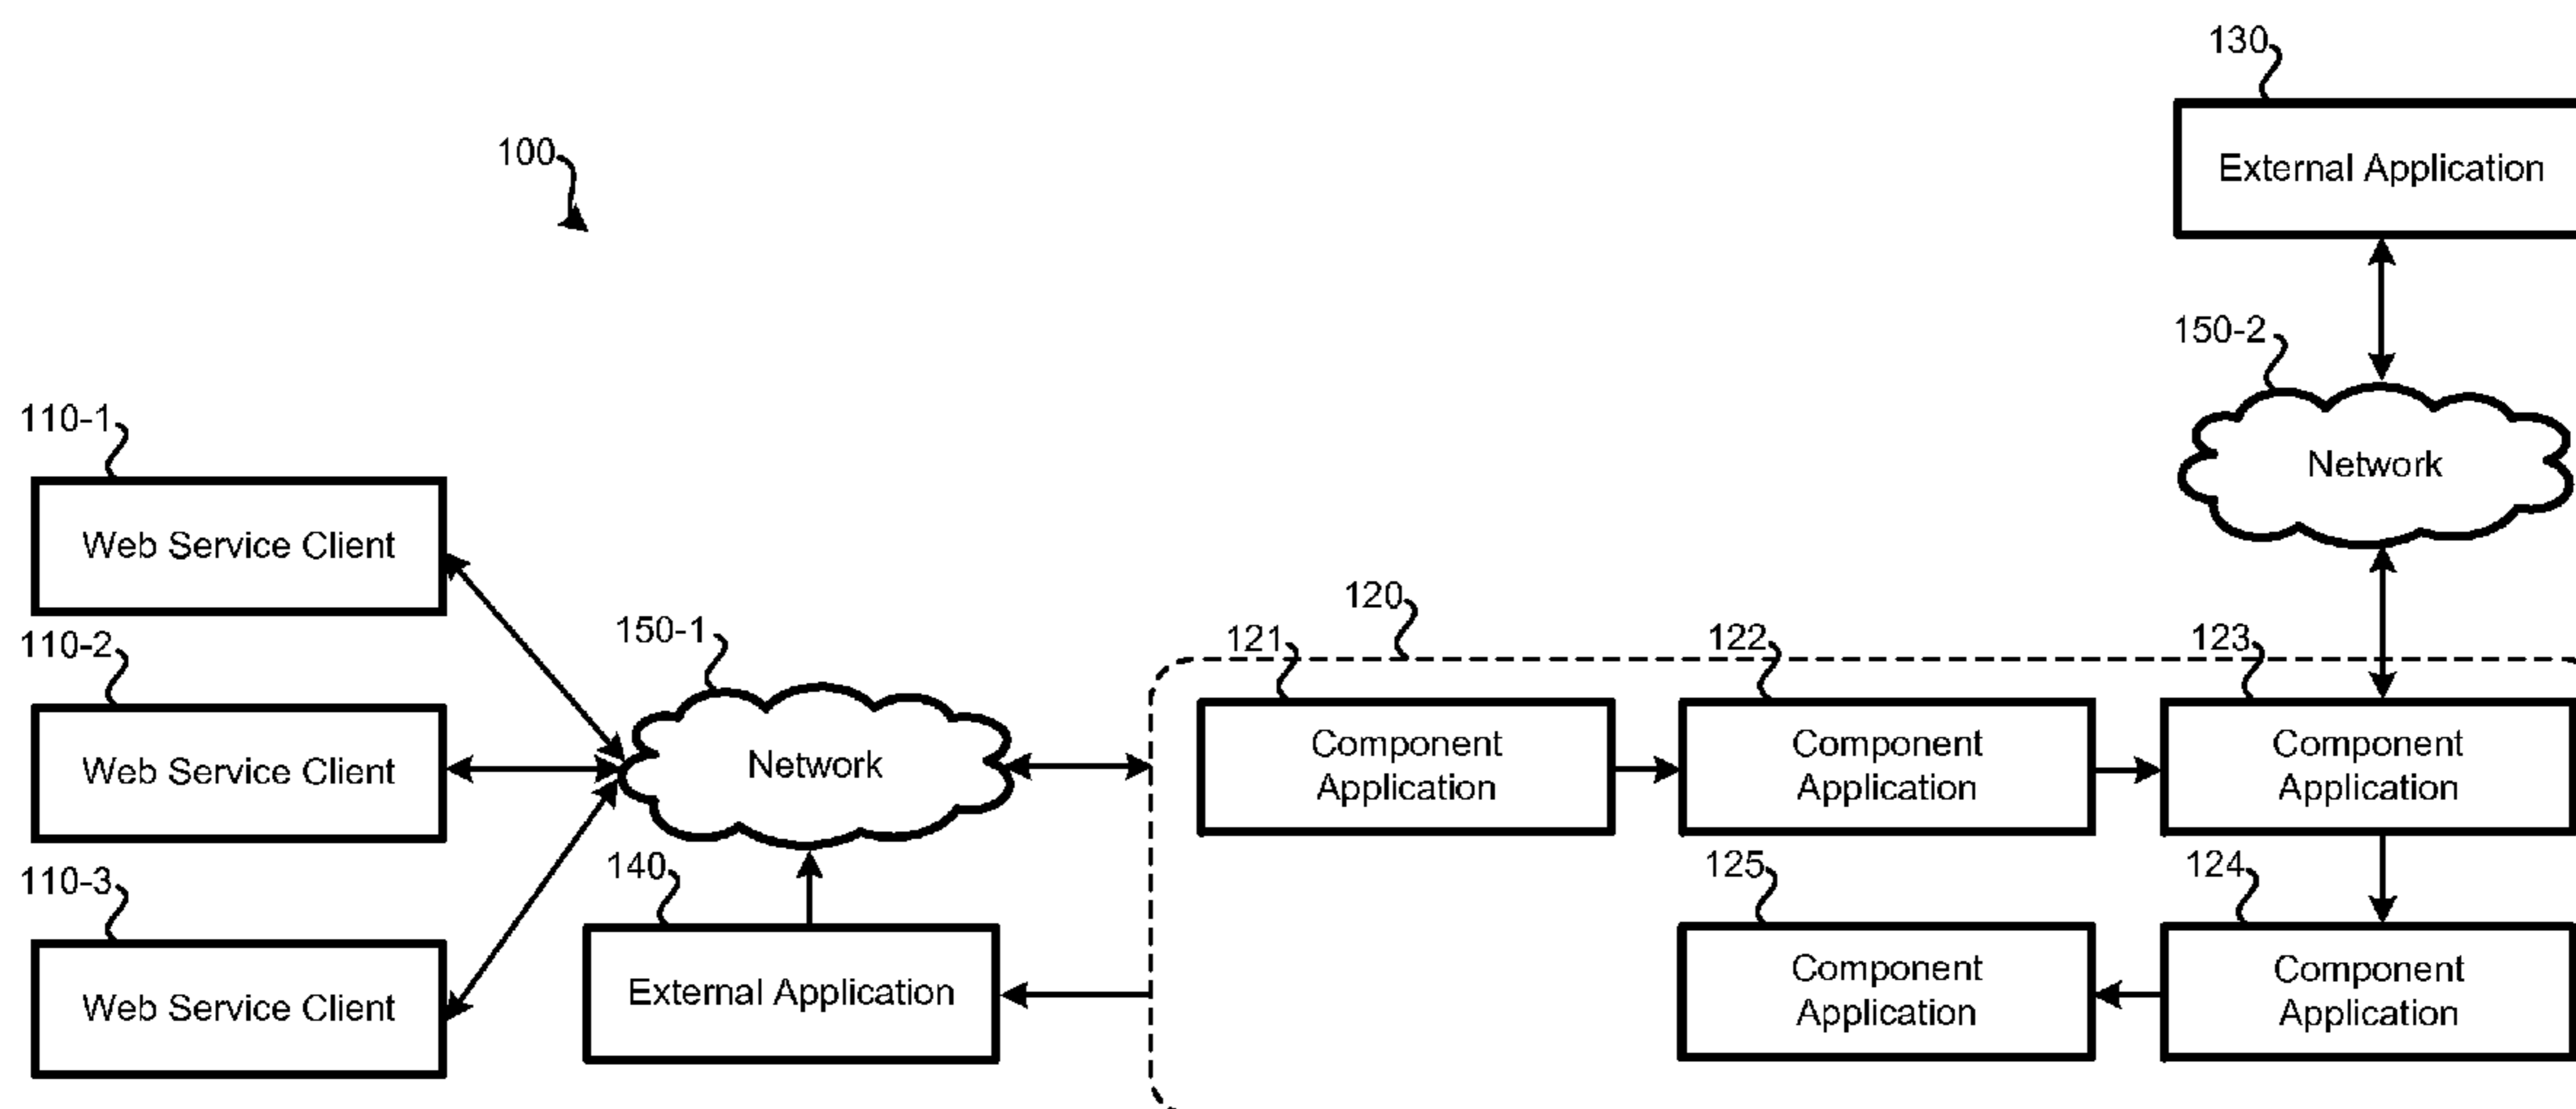 130
External Application
100
150-2
Network
110-1
Web Service Client
110-2
Web Service Client
110-3
Web Service Client
150-1
Network
140
External Application
120
121
Component
Application
122
Component
Application
123
Component
Application
125
Component
Application
124
Component
Application